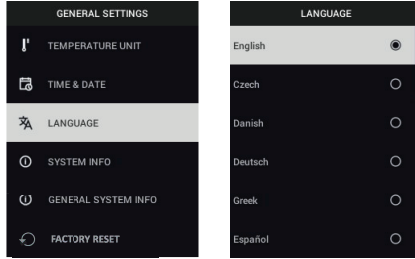 GENERAL SETTINGS
TEMPERATURE UNIT
TIME & DATE
LANGUAGE
SYSTEM INFO
GENERAL SYSTEM INFO
FACTORY RESET
LANGUAGE
English
Czech
Danish
Deutsch
Greek
Español